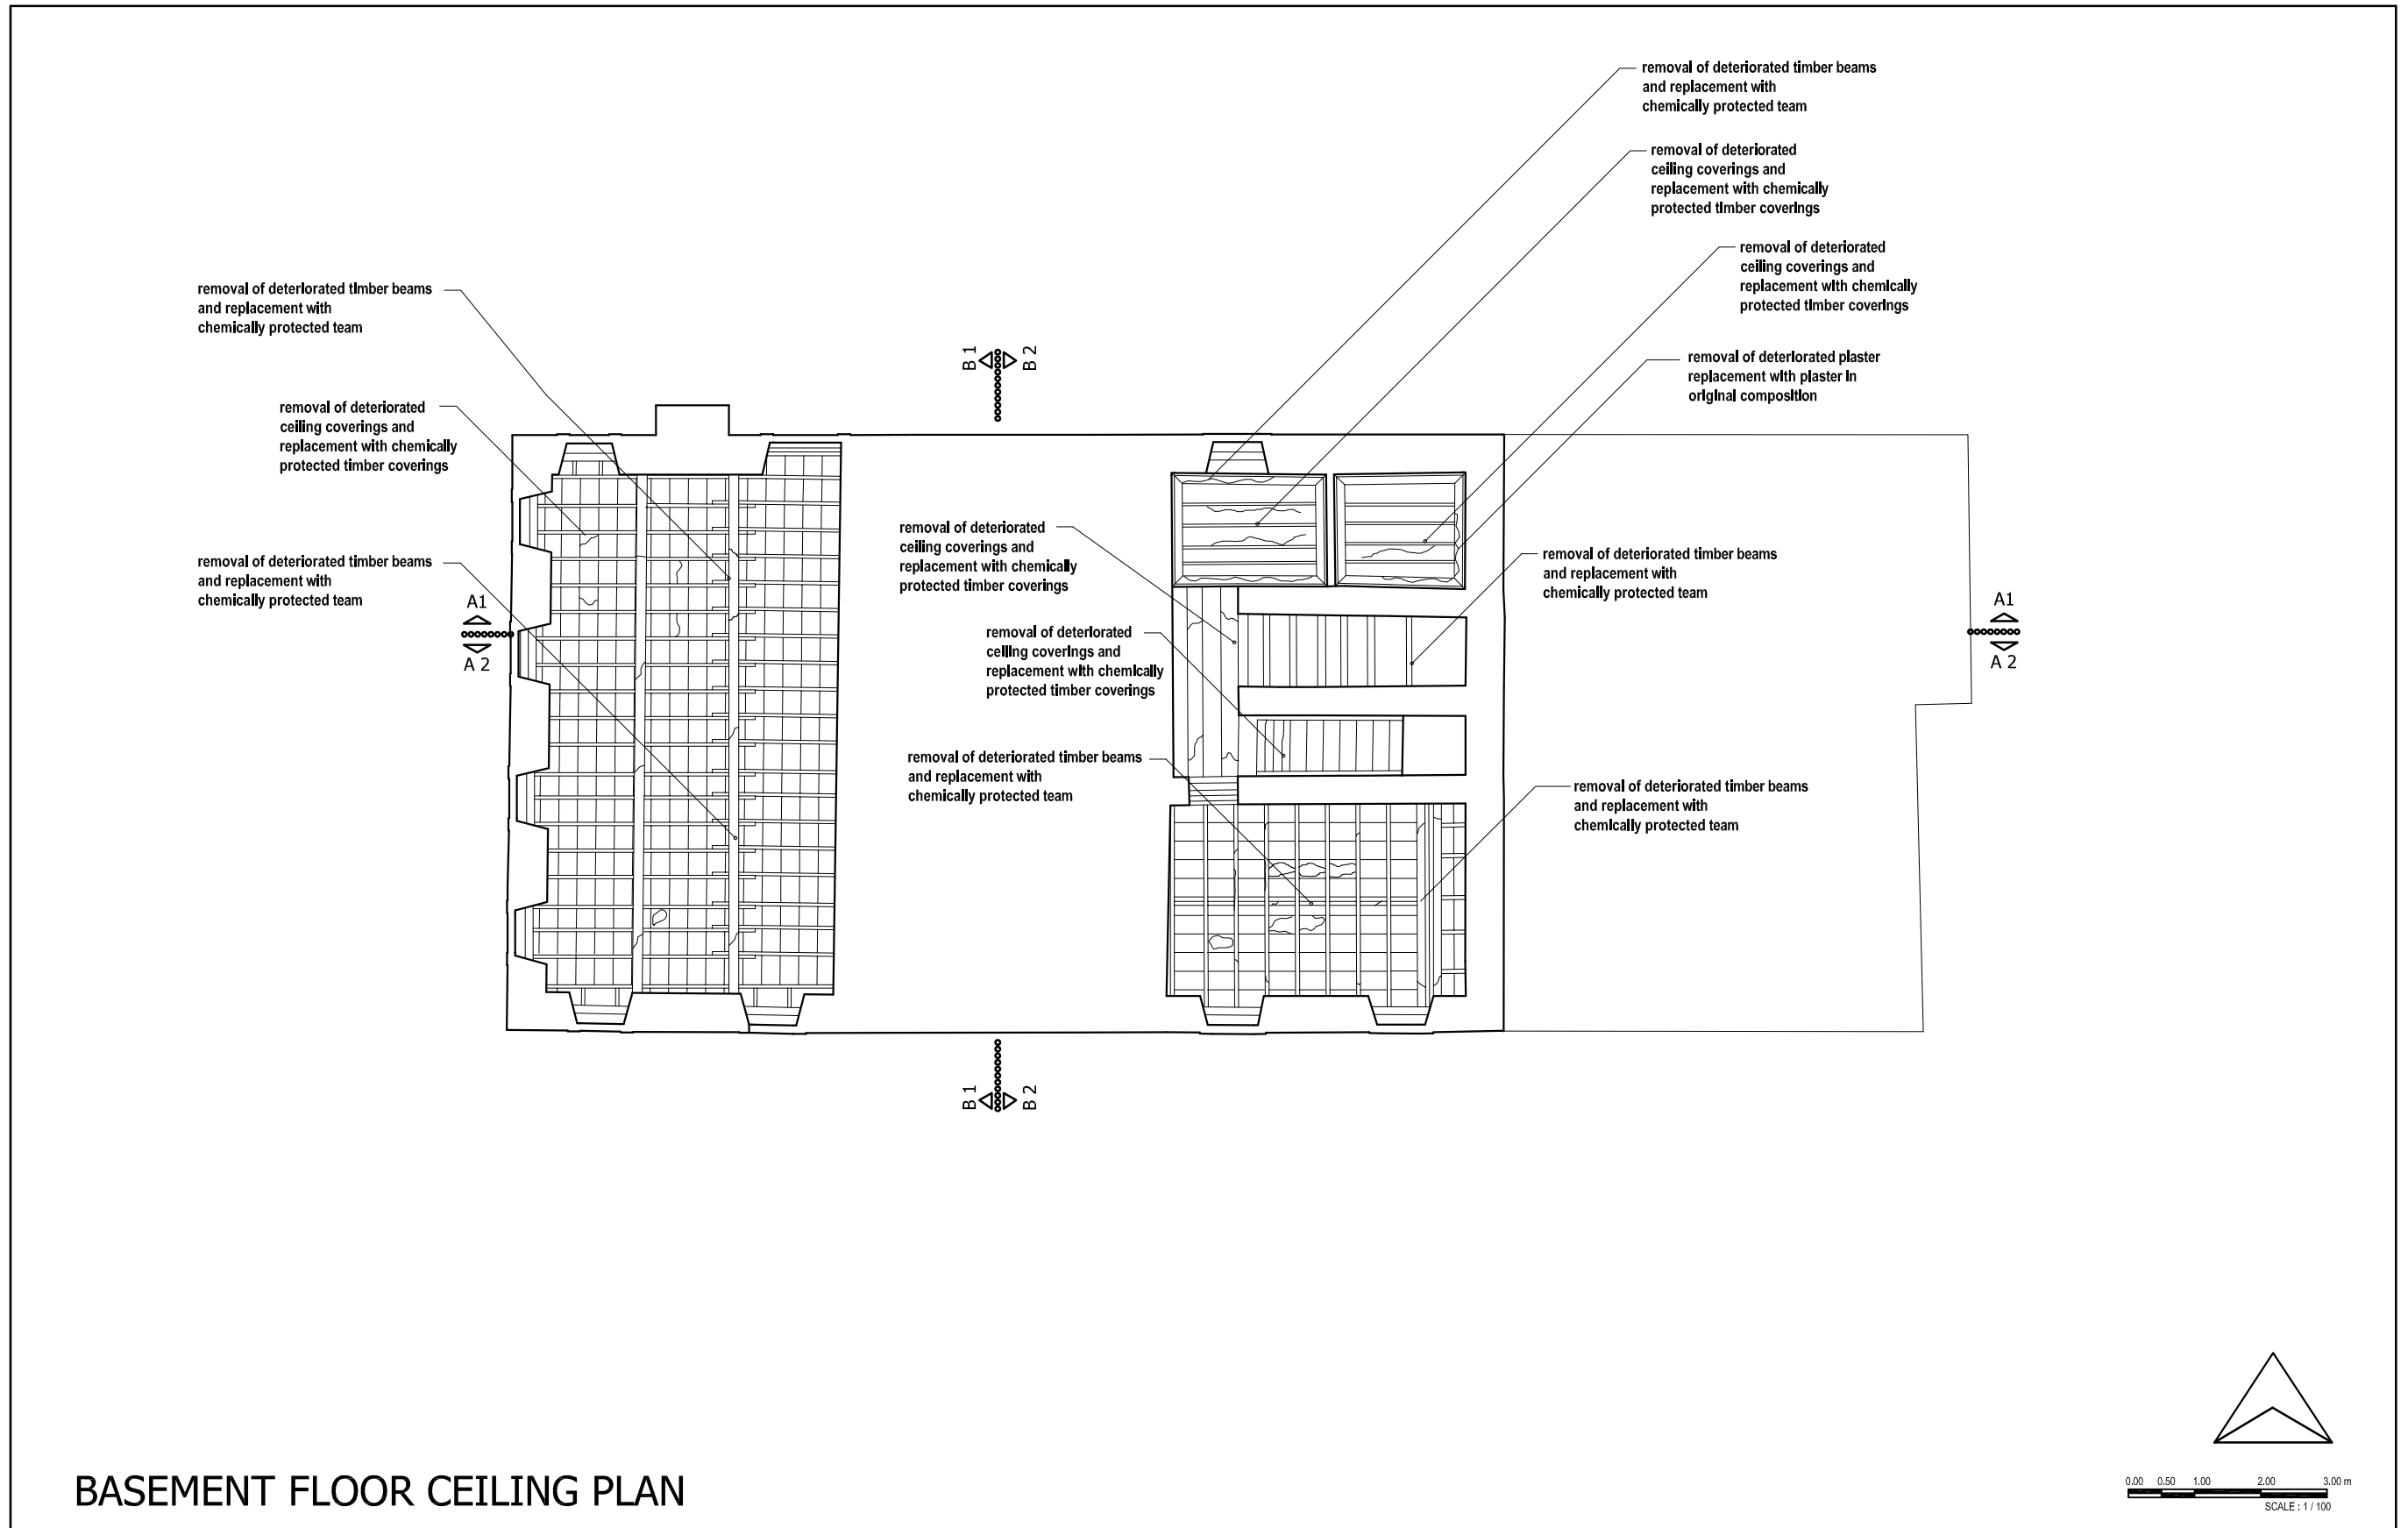 removal of deteriorated timber beams
and replacement with
chemically protected team
removal of deteriorated
ceiling coverings and
replacement with chemically
protected timber coverings
removal of deteriorated
ceiling coverings and
replacement with chemically
protected timber coverings
removal of deteriorated timber beams
and replacement with
chemically protected team
B 1
B 2
removal of deteriorated plaster
replacement with plaster in
original composition
removal of deteriorated
ceiling coverings and
replacement with chemically
protected timber coverings
removal of deteriorated timber beams
and replacement with
chemically protected team
removal of deteriorated
ceiling coverings and
replacement with chemically
protected timber coverings
removal of deteriorated timber beams
and replacement with
chemically protected team
A1
A 2
A1
A 2
removal of deteriorated
ceiling coverings and
replacement with chemically
protected timber coverings
removal of deteriorated timber beams
and replacement with
chemically protected team
removal of deteriorated timber beams
and replacement with
chemically protected team
B 1
B 2
BASEMENT FLOOR CEILING PLAN
0.00 0.50 1.00 2.00 3.00 m
SCALE : 1 / 100